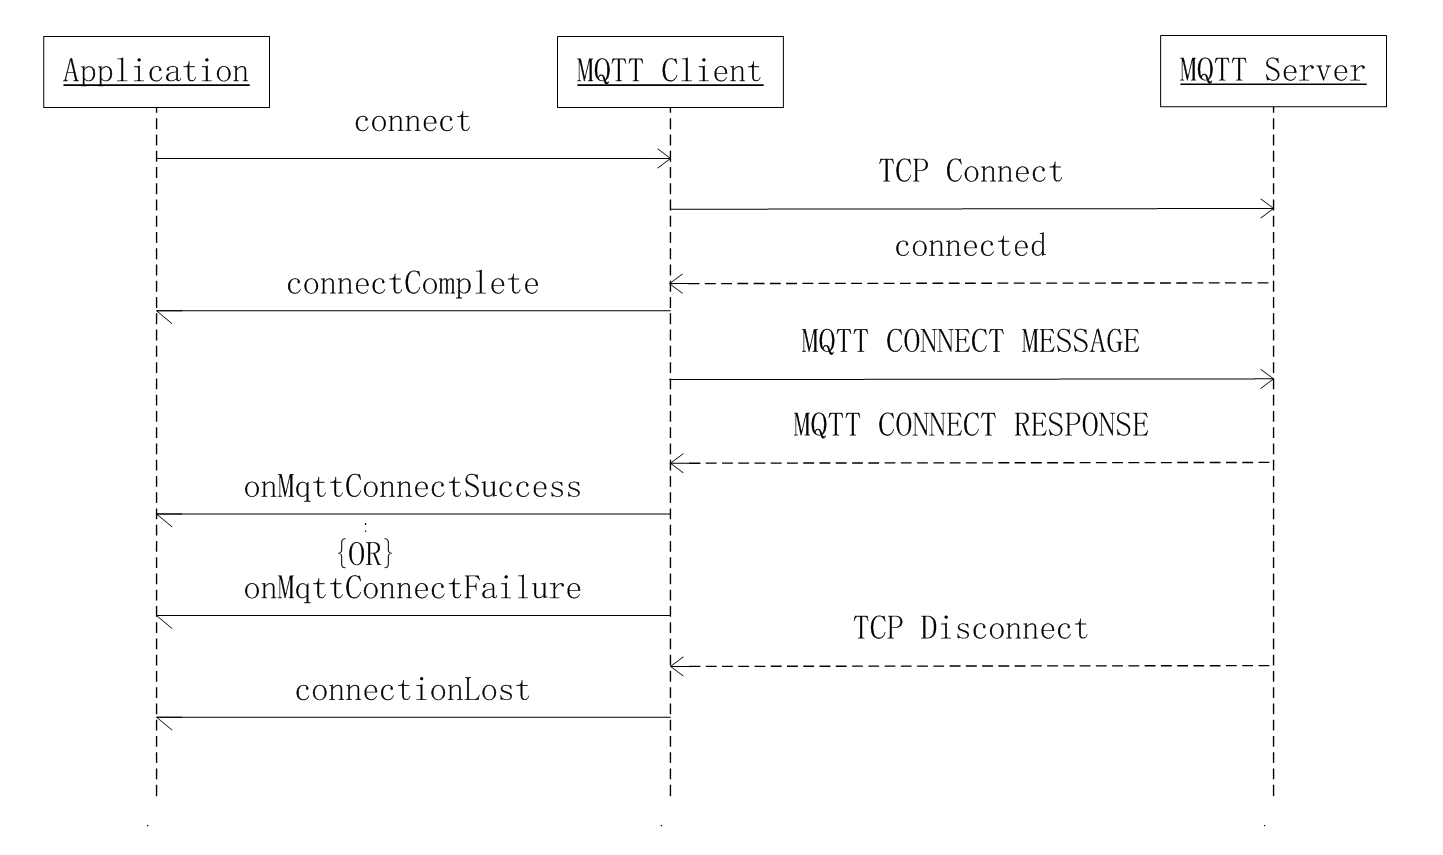 Application
MQTT Client
MQTT Server
connect
TCP Connect
connected
connectComplete
MQTT CONNECT MESSAGE
MQTT CONNECT RESPONSE
onMqttConnectSuccess
{OR}
onMqttConnectFailure
TCP Disconnect
connectionLost